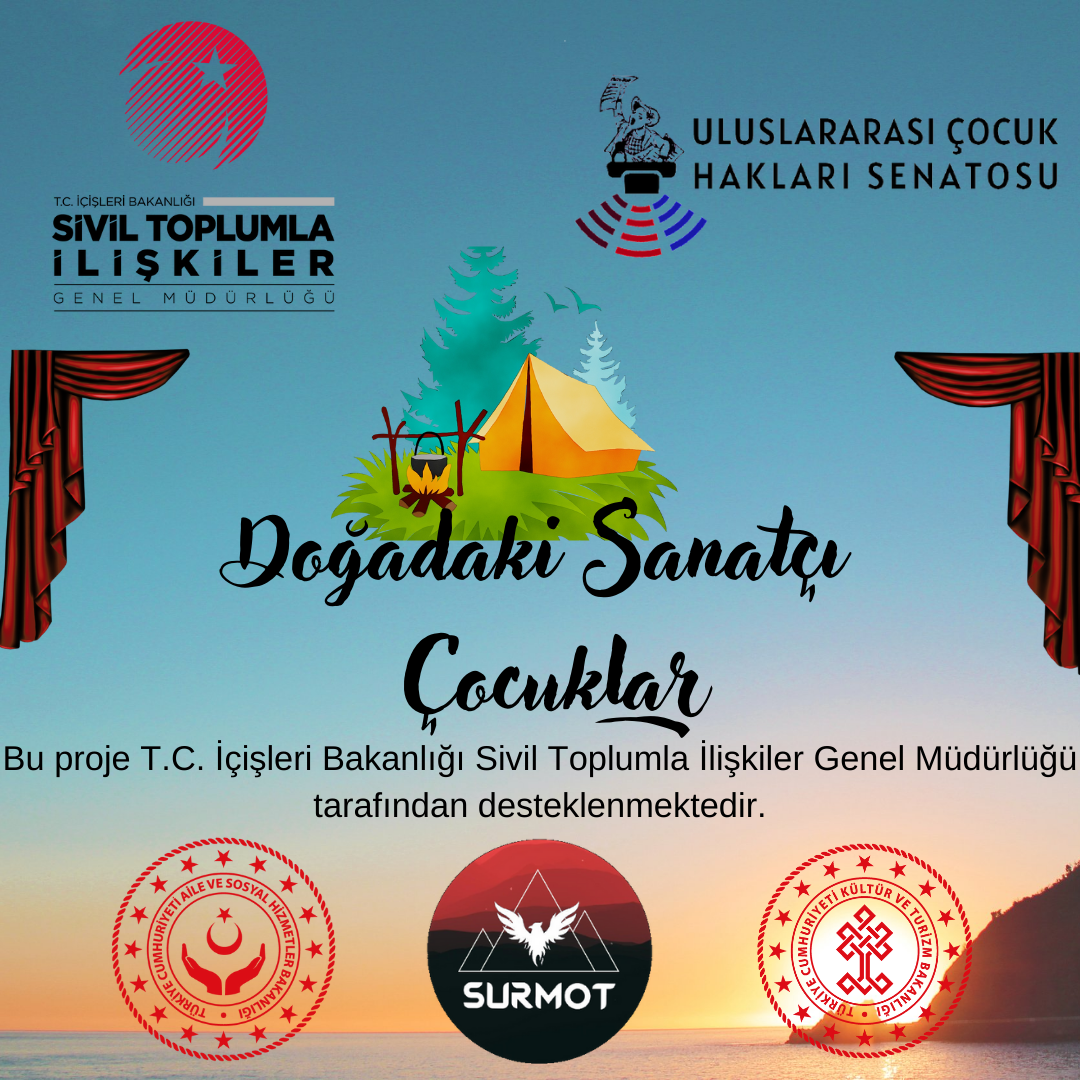 T.C. İÇİŞLERİ BAKANLIĞI
SİVİL TOPLUMLA
İLİŞKİLER
GENEL MÜDÜRLÜĞÜ
ULUSLARARASI ÇOCUK
HAKLARI SENATOSU
Doğadaki Sanatçı
Çocuklar
Bu proje T.C. İçişleri Bakanlığı Sivil Toplumla İlişkiler Genel Müdürlüğü
tarafından desteklenmektedir.
TÜRKİYE CUMHURİYETİ AİLE VE SOSYAL HİZMETLER BAKANLIĞI
SURMOT
TÜRKİYE CUMHURİYETİ KÜLTÜR VE TURİZM BAKANLIĞI